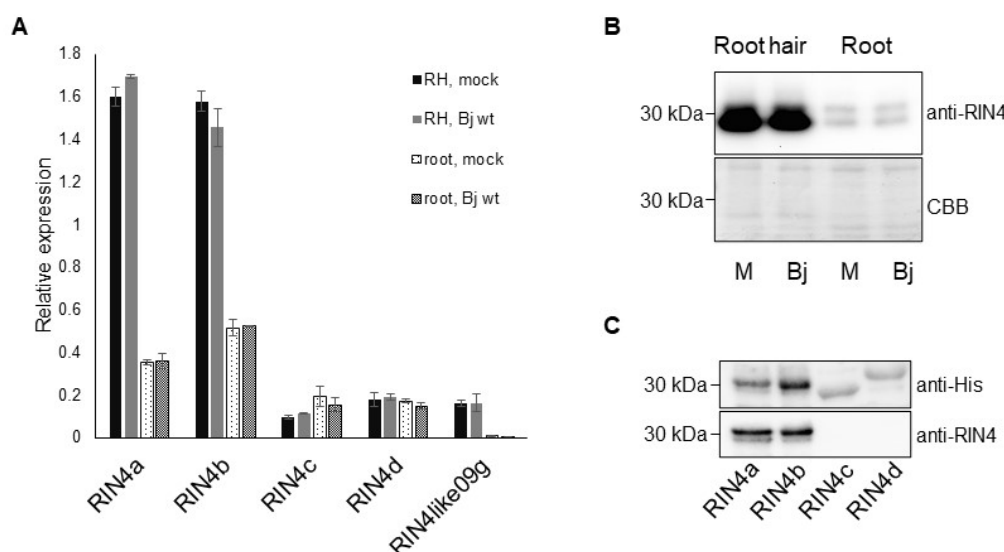 A
1.8
1.6
1.4
1.2
1
0.8
0.6
0.4
0.2
0
Relative expression
RH, mock
RH, Bj wt
root, mock
root, Bj wt
RIN4a
RIN4b
RIN4c
RIN4d
RIN4like09g
B
Root hair Root
30 kDa
anti-RIN4
30 kDa
CBB
M Bj M Bj
C
30 kDa
anti-His
30 kDa
anti-RIN4
RIN4a
RIN4b
RIN4c
RIN4d